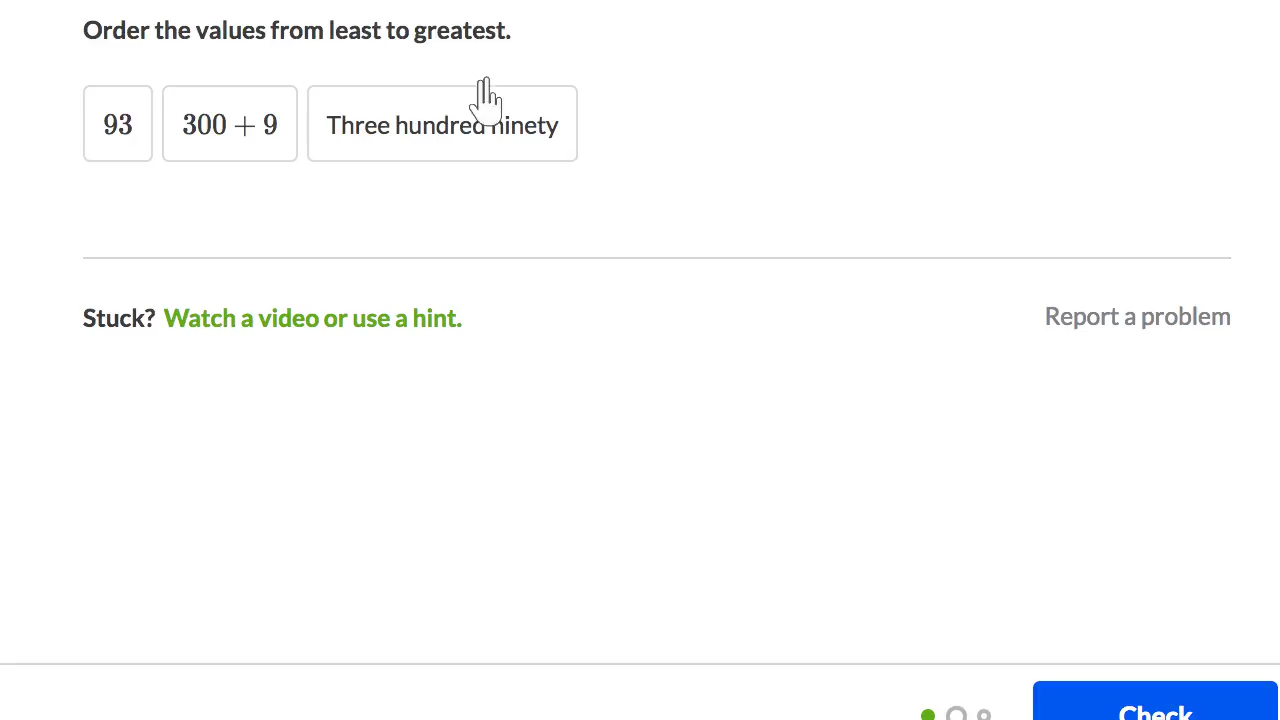 Order the values from least to greatest.
93 300 + 9 Three hundred ninety
Stuck? Watch a video or use a hint. Report a problem
Check